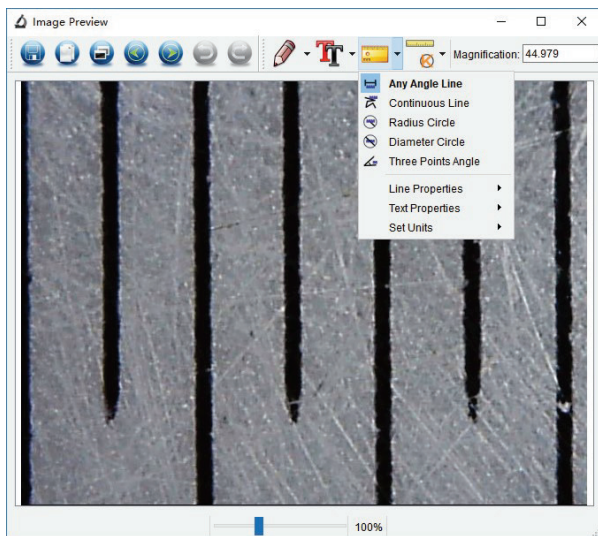 Image Preview
Magnification: 44.979
Any Angle Line
Continuous Line
Radius Circle
Diameter Circle
Three Points Angle
Line Properties
Text Properties
Set Units
100%